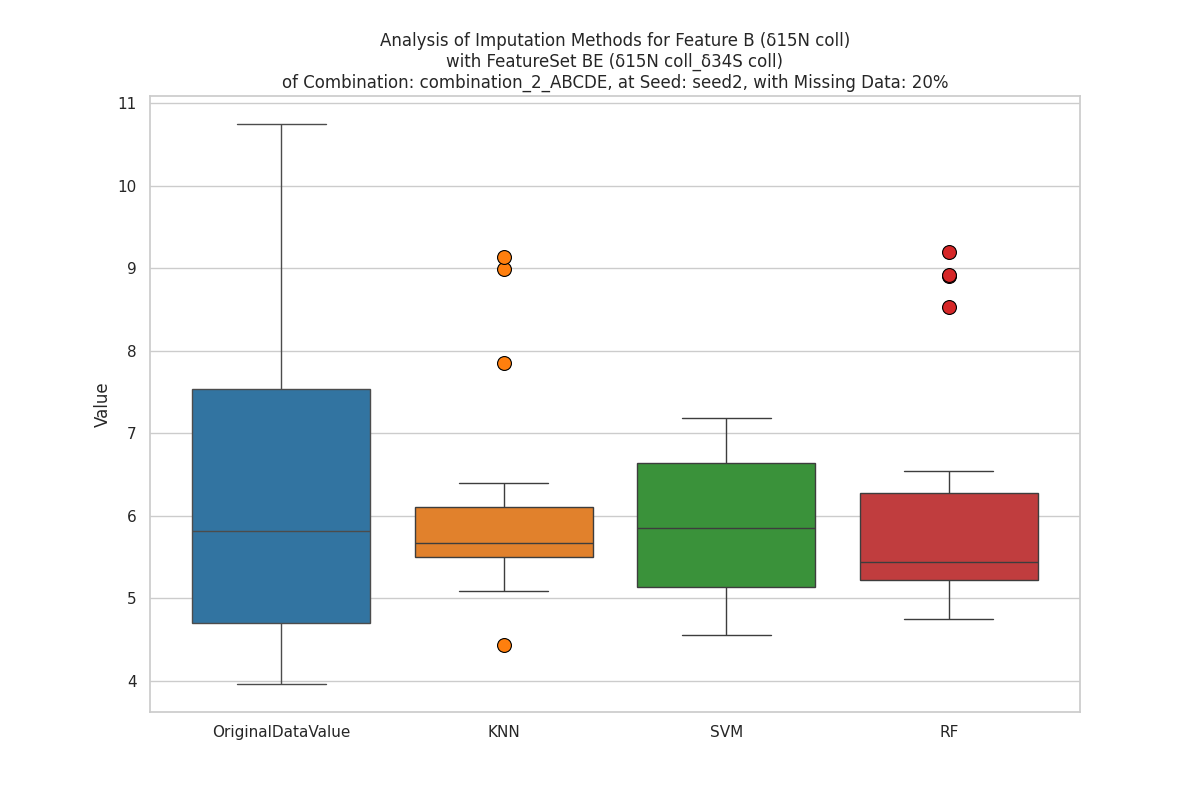 Analysis of Imputation Methods for Feature B (δ15N coll)
with FeatureSet BE (δ15N coll_δ34S coll)
of Combination: combination_2_ABCDE, at Seed: seed2, with Missing Data: 20%
11
10
9
8
7
6
5
4
Value
OriginalDataValue
KNN
SVM
RF